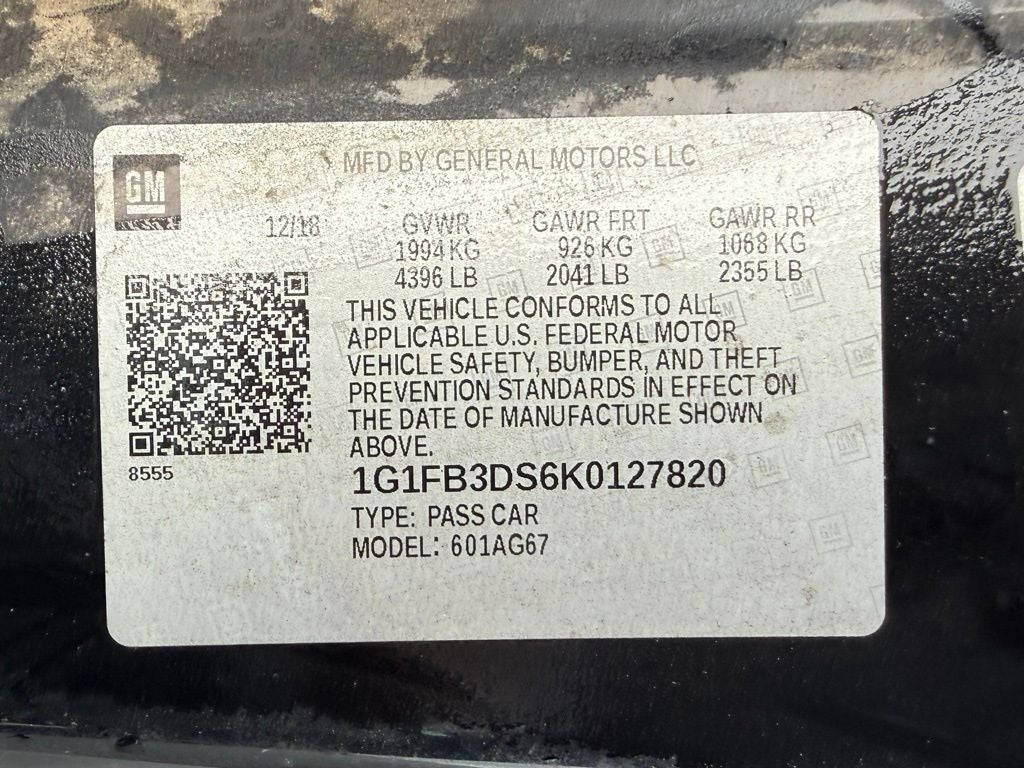 MFD BY GENERAL MOTORS LLC
GM
12/18 GVWR GAWR FRT GAWR RR
1994 KG 926 KG 1068 KG
4396 LB 2041 LB 2355 LB
THIS VEHICLE CONFORMS TO ALL
APPLICABLE U.S. FEDERAL MOTOR
VEHICLE SAFETY, BUMPER, AND THEFT
PREVENTION STANDARDS IN EFFECT ON
THE DATE OF MANUFACTURE SHOWN
ABOVE.
8555
1G1FB3DS6K0127820
TYPE: PASS CAR
MODEL: 601AG67